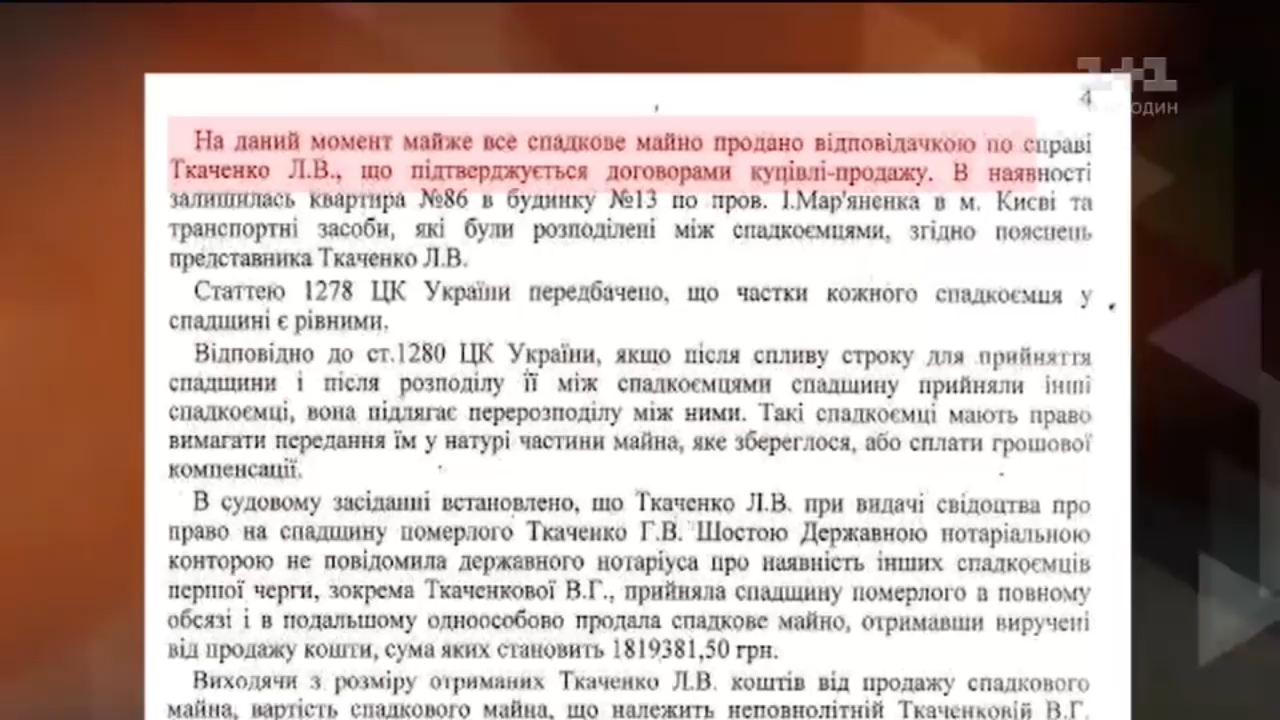 1+1
4
один
На даний момент майже все спадкове майно продано відповідачкою по справі
Ткаченко Л.В., що підтверджується договорами куцівлі-продажу. В наявності
залишилась квартира №86 в будинку №13 по пров. І.Мар'яненка в м. Києві та
транспортні засоби, які були розподілені між спадкоємцями, згідно пояснень
представника Ткаченко Л.В.
Статтею 1278 ЦК України передбачено, що частки кожного спадкоємця у
спадщині є рівними.
Відповідно до ст.1280 ЦК України, якщо після спливу строку для прийняття
спадщини і після розподілу її між спадкоємцями спадщину прийняли інші
спадкоємці, вона підлягає перерозподілу між ними. Такі спадкоємці мають право
вимагати передання їм у натурі частини майна, яке збереглося, або сплати грошової
компенсації.
В судовому засіданні встановлено, що Ткаченко Л.В. при видачі свідоцтва про
право на спадщину померлого Ткаченко Г.В. Шостою Державною нотаріальною
конторою не повідомила державного нотаріуса про наявність інших спадкоємців
першої черги, зокрема Ткаченкової В.Г., прийняла спадщину померлого а повному
обсязі і в подальшому одноособово продала спадкове майно, отримавши виручені
від продажу кошти, сума яких становить 1819381,50 грн.
Виходячи з розміру отриманих Ткаченко Л.В. коштів від продажу спадкового
майна, вартість спадкового майна, що належить неповнолітній Ткаченковій В.Г.